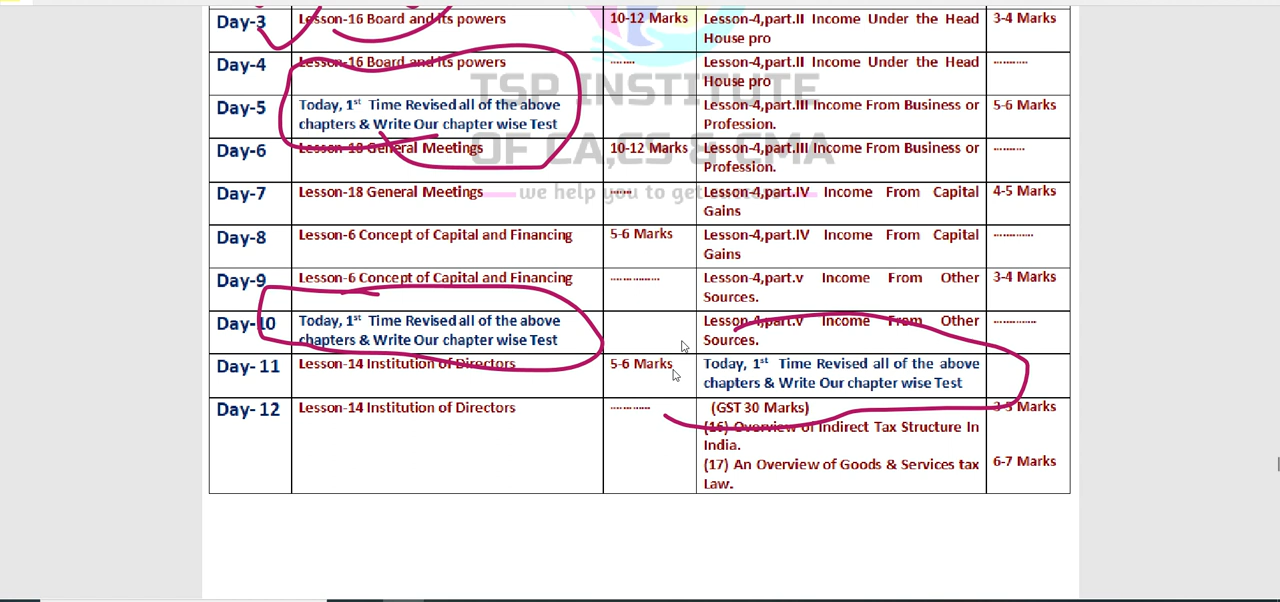 Day-3 Lesson-16 Board and its powers 10-12 Marks Lesson-4,part.II Income Under the Head 3-4 Marks
House pro
Day-4 Lesson-16 Board and its powers ........ Lesson-4,part.II Income Under the Head ...........
House pro
Day-5 Today, 1st Time Revised all of the above Lesson-4,part.III Income From Business or 5-6 Marks
chapters & Write Our chapter wise Test Profession.
Day-6 Lesson-18 General Meetings 10-12 Marks Lesson-4,part.III Income From Business or ..........
Profession.
Day-7 Lesson-18 General Meetings ....... Lesson-4,part.IV Income From Capital 4-5 Marks
Gains
Day-8 Lesson-6 Concept of Capital and Financing 5-6 Marks Lesson-4,part.IV Income From Capital .............
Gains
Day-9 Lesson-6 Concept of Capital and Financing ................ Lesson-4,part.v Income From Other 3-4 Marks
Sources.
Day-10 Today, 1st Time Revised all of the above Lesson-4,part.v Income From Other ..............
chapters & Write Our chapter wise Test Sources.
Day- 11 Lesson-14 Institution of Directors 5-6 Marks Today, 1st Time Revised all of the above
chapters & Write Our chapter wise Test
Day- 12 Lesson-14 Institution of Directors ............. (GST 30 Marks) 3-5 Marks
(16) Overview of Indirect Tax Structure In
India.
(17) An Overview of Goods & Services tax 6-7 Marks
Law.
TSP INSTITUTE
OF CA,CS & CMA
we help you to get